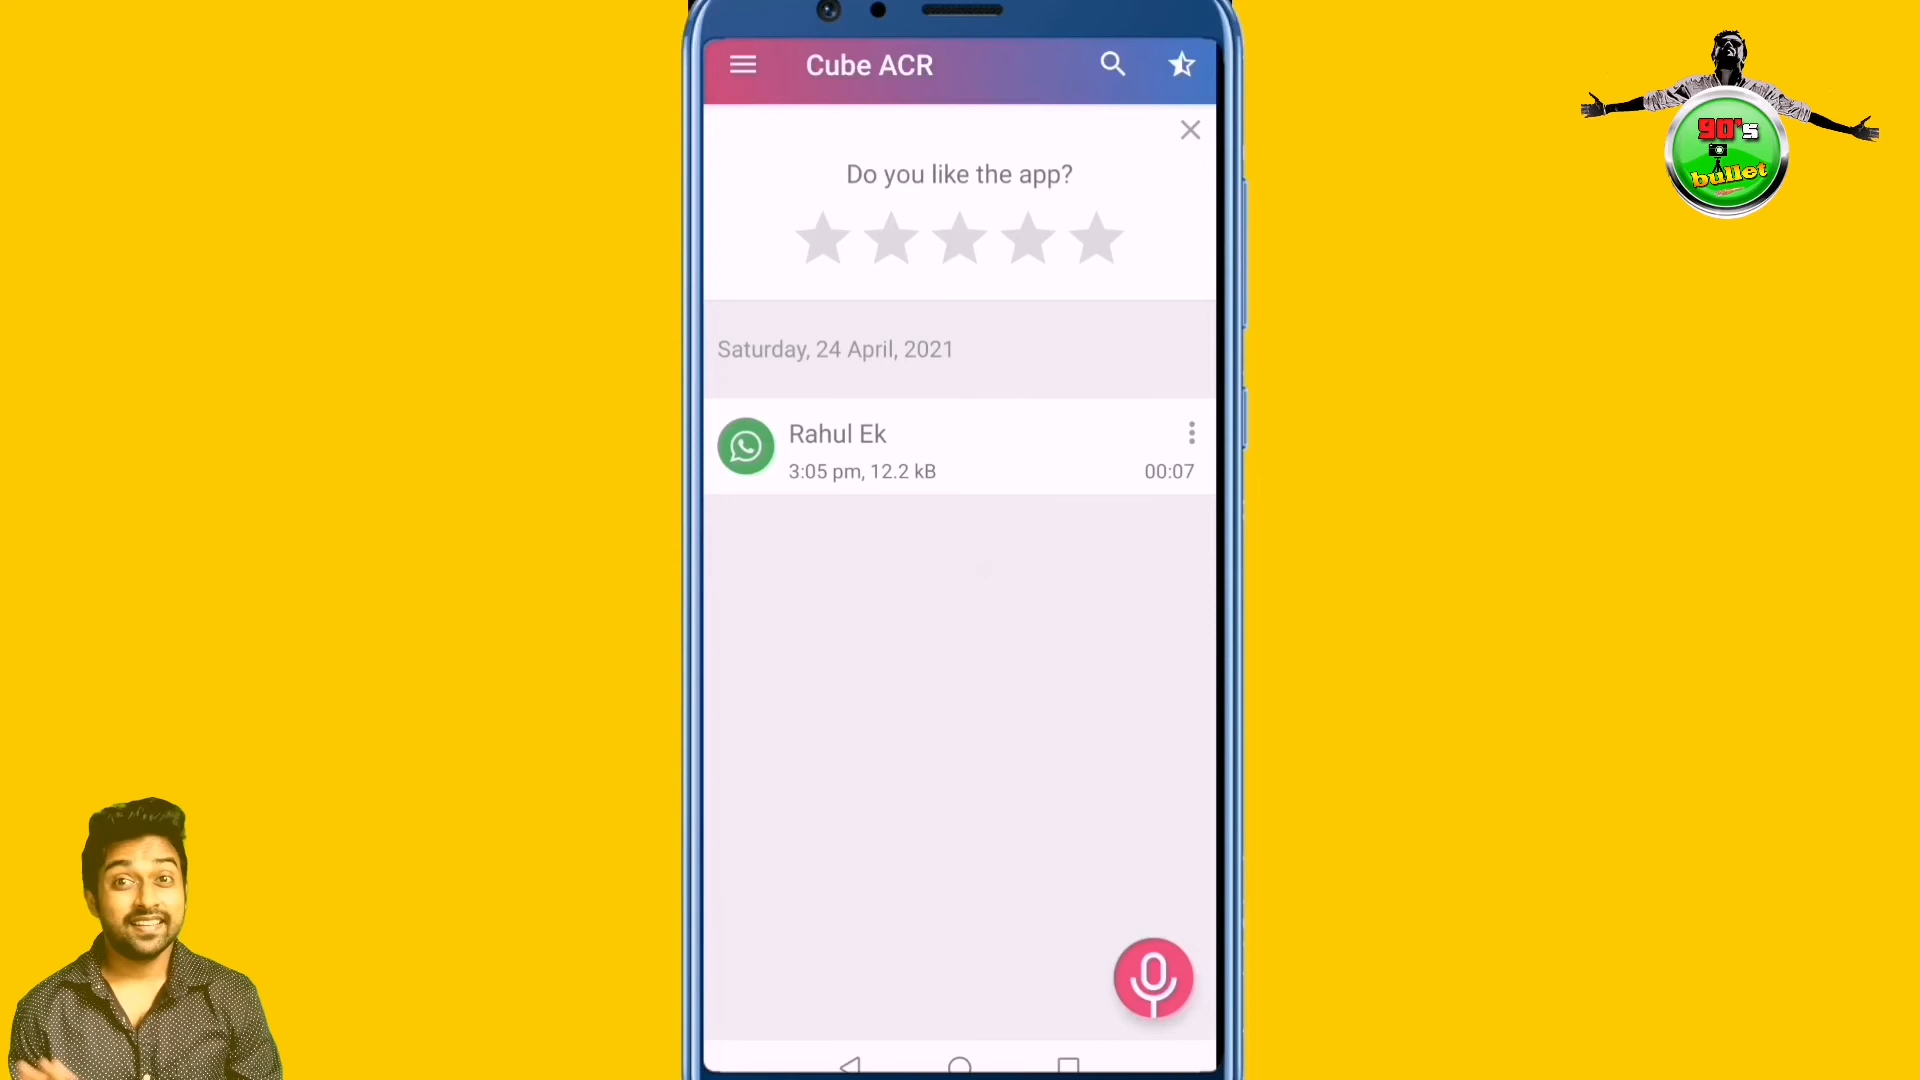 Cube ACR
Do you like the app?
Saturday, 24 April, 2021
Rahul Ek
3:05 pm, 12.2 kB
00:07
90's
bullet